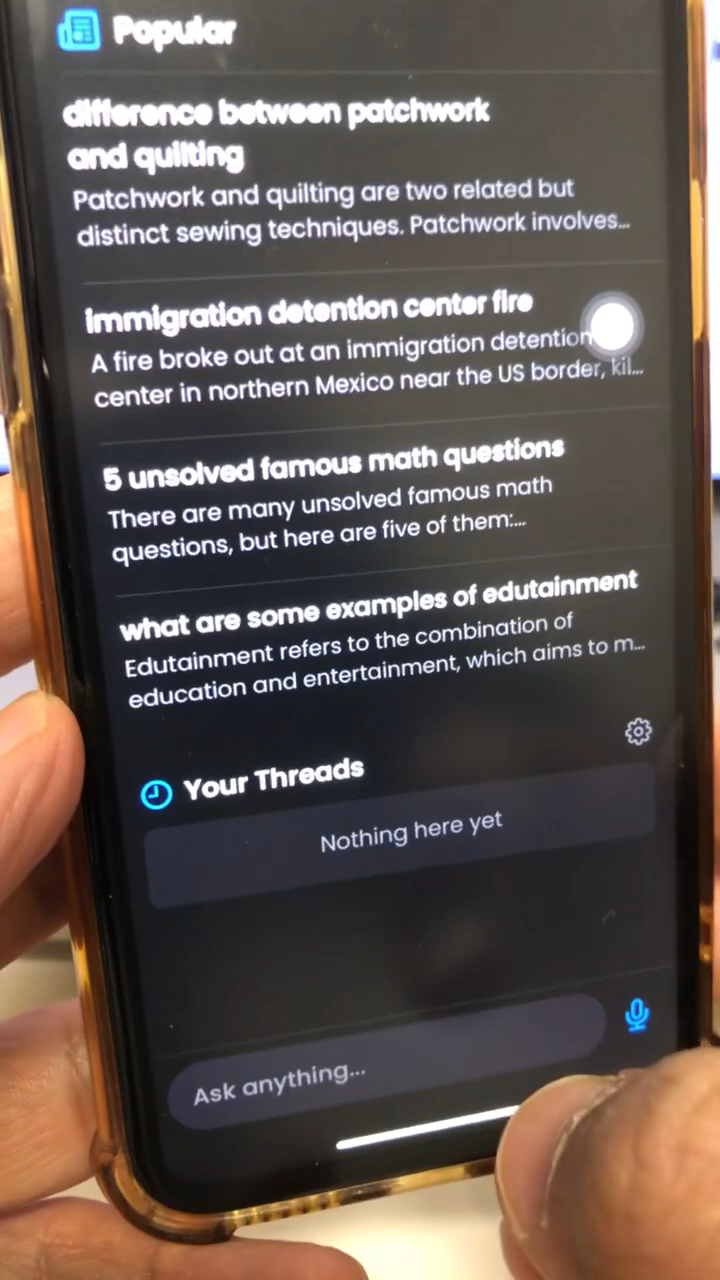 Popular
difference between patchwork
and quilting
Patchwork and quilting are two related but
distinct sewing techniques. Patchwork involves...
immigration detention center fire
A fire broke out at an immigration detention
center in northern Mexico near the US border, kil...
5 unsolved famous math questions
There are many unsolved famous math
questions, but here are five of them:...
what are some examples of edutainment
Edutainment refers to the combination of
education and entertainment, which aims to m...
Your Threads
Nothing here yet
Ask anything...